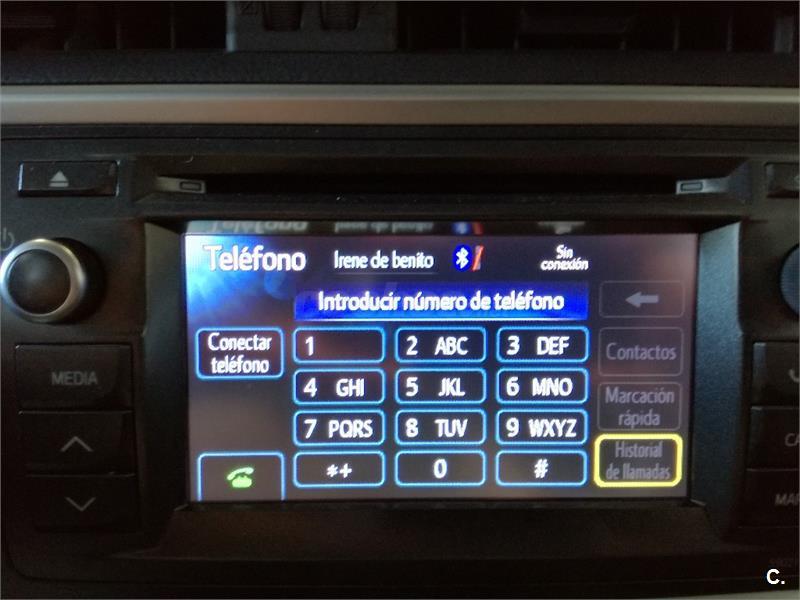 Teléfono Irene de benito Sin
conexión
Introducir número de teléfono
Conectar
teléfono
1 2 ABC 3 DEF
4 GHI 5 JKL 6 MNO
7 PQRS 8 TUV 9 WXYZ
*+ 0 #
Contactos
Marcación
rápida
Historial
de llamadas
MEDIA
C.